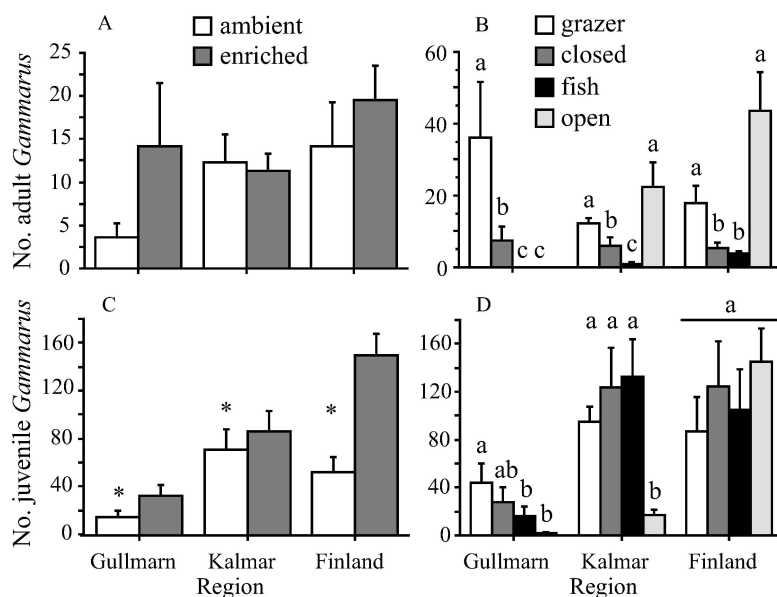 A
ambient
enriched
No. adult Gammarus
25
20
15
10
5
0
B
grazer
closed
fish
open
60
40
20
0
a
b
c c
a
b
c
a
a
b b
a
C
No. juvenile Gammarus
160
120
80
40
0
*
*
*
Gullmarn Kalmar Finland
Region
D
160
120
80
40
0
a
ab
b
b
a a a
b
a
Gullmarn Kalmar Finland
Region